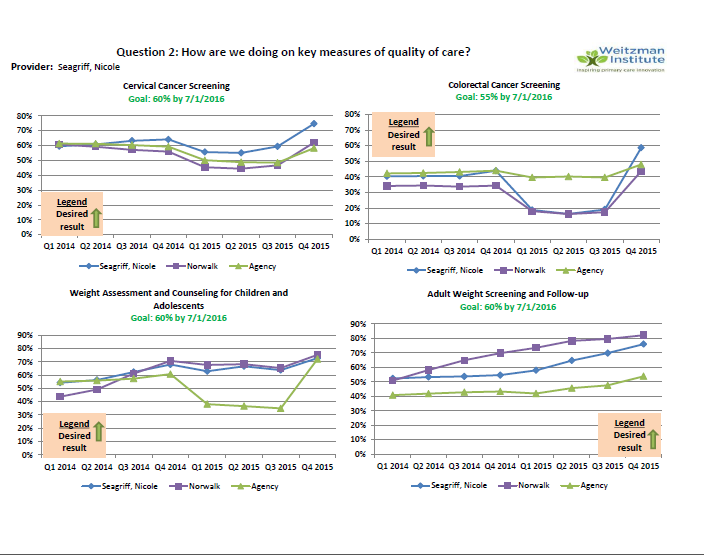 Question 2: How are we doing on key measures of quality of care?
Weitzman
Institute
inspiring primary care innovation
Provider: Seagriff, Nicole
Cervical Cancer Screening
Goal: 60% by 7/1/2016
80%
70%
60%
50%
40%
30%
20%
10%
0%
Legend
Desired
result
Q1 2014 Q2 2014 Q3 2014 Q4 2014 Q1 2015 Q2 2015 Q3 2015 Q4 2015
Seagriff, Nicole Norwalk Agency
Colorectal Cancer Screening
Goal: 55% by 7/1/2016
80%
70%
60%
50%
40%
30%
20%
10%
0%
Legend
Desired
result
Q1 2014 Q2 2014 Q3 2014 Q4 2014 Q1 2015 Q2 2015 Q3 2015 Q4 2015
Seagriff, Nicole Norwalk Agency
Weight Assessment and Counseling for Children and
Adolescents
Goal: 60% by 7/1/2016
90%
80%
70%
60%
50%
40%
30%
20%
10%
0%
Legend
Desired
result
Q1 2014 Q2 2014 Q3 2014 Q4 2014 Q1 2015 Q2 2015 Q3 2015 Q4 2015
Seagriff, Nicole Norwalk Agency
Adult Weight Screening and Follow-up
Goal: 60% by 7/1/2016
90%
80%
70%
60%
50%
40%
30%
20%
10%
0%
Legend
Desired
result
Q1 2014 Q2 2014 Q3 2014 Q4 2014 Q1 2015 Q2 2015 Q3 2015 Q4 2015
Seagriff, Nicole Norwalk Agency